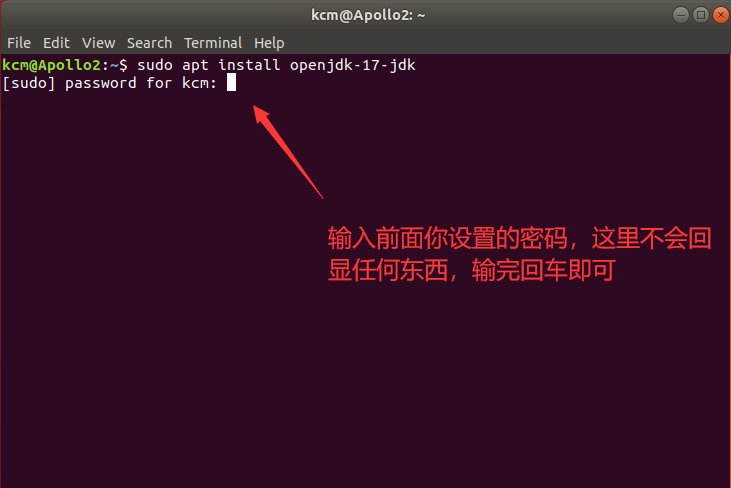 kcm@Apollo2: ~
File Edit View Search Terminal Help
kcm@Apollo2:~$ sudo apt install openjdk-17-jdk
[sudo] password for kcm:
输入前面你设置的密码，这里不会回
显任何东西，输完回车即可